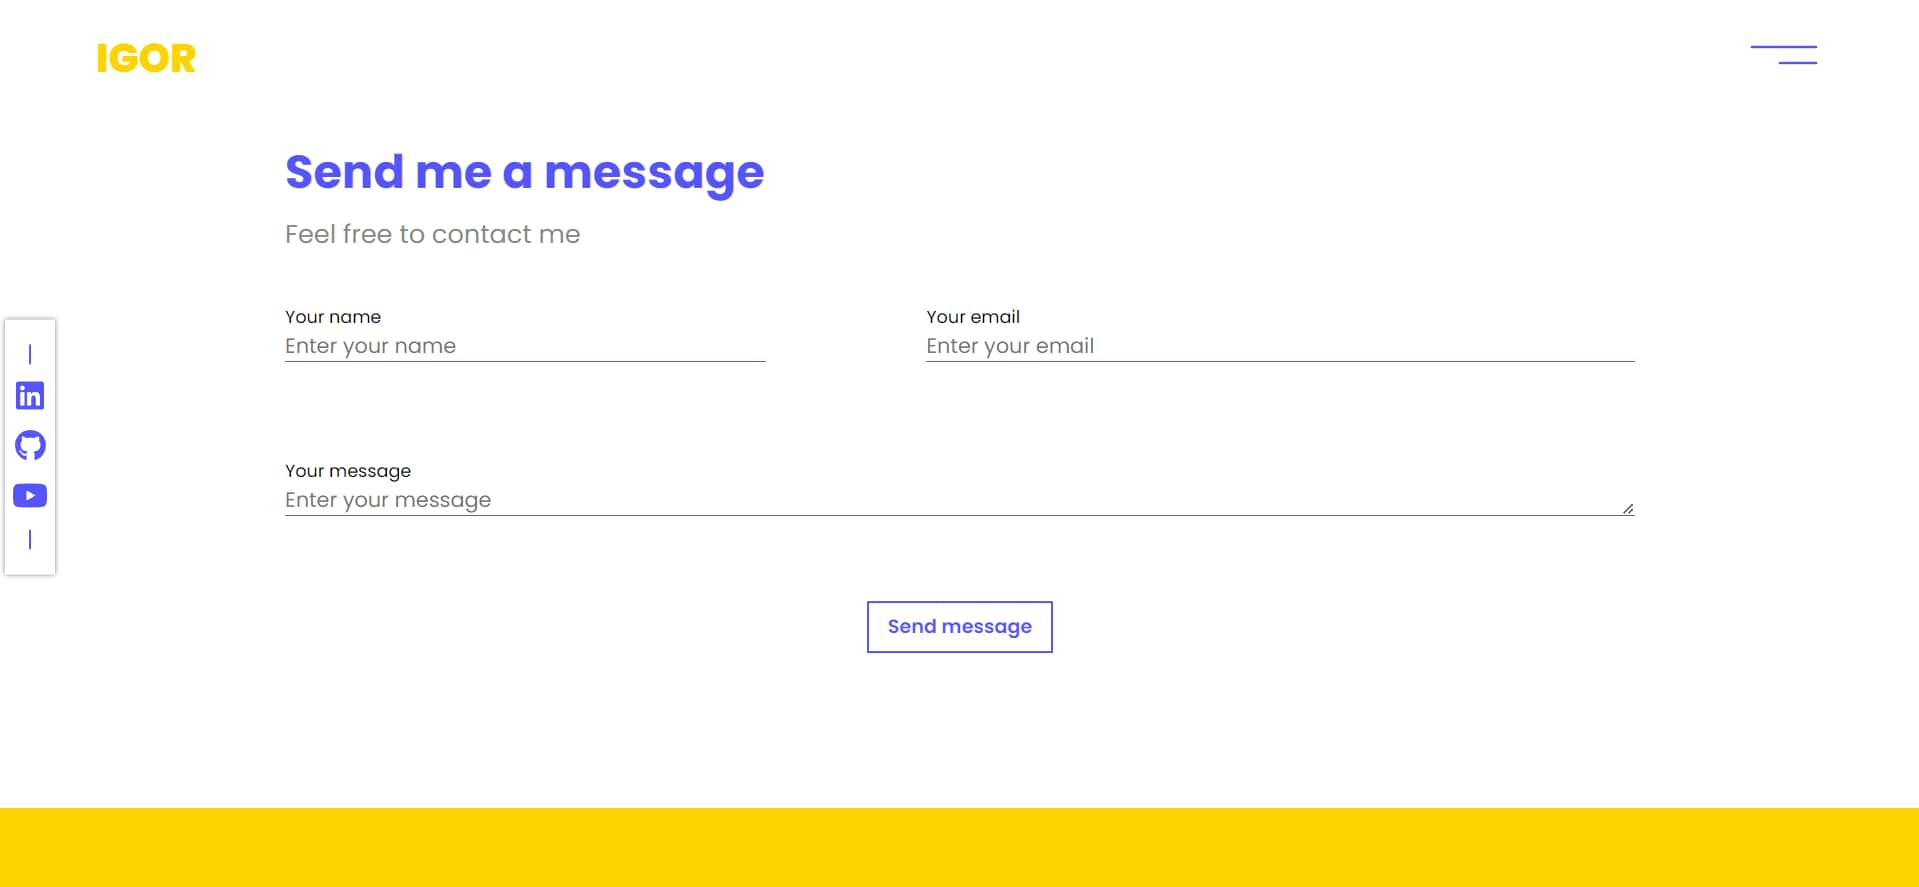 IGOR
Send me a message
Feel free to contact me
Your name
Enter your name
Your email
Enter your email
Your message
Enter your message
Send message